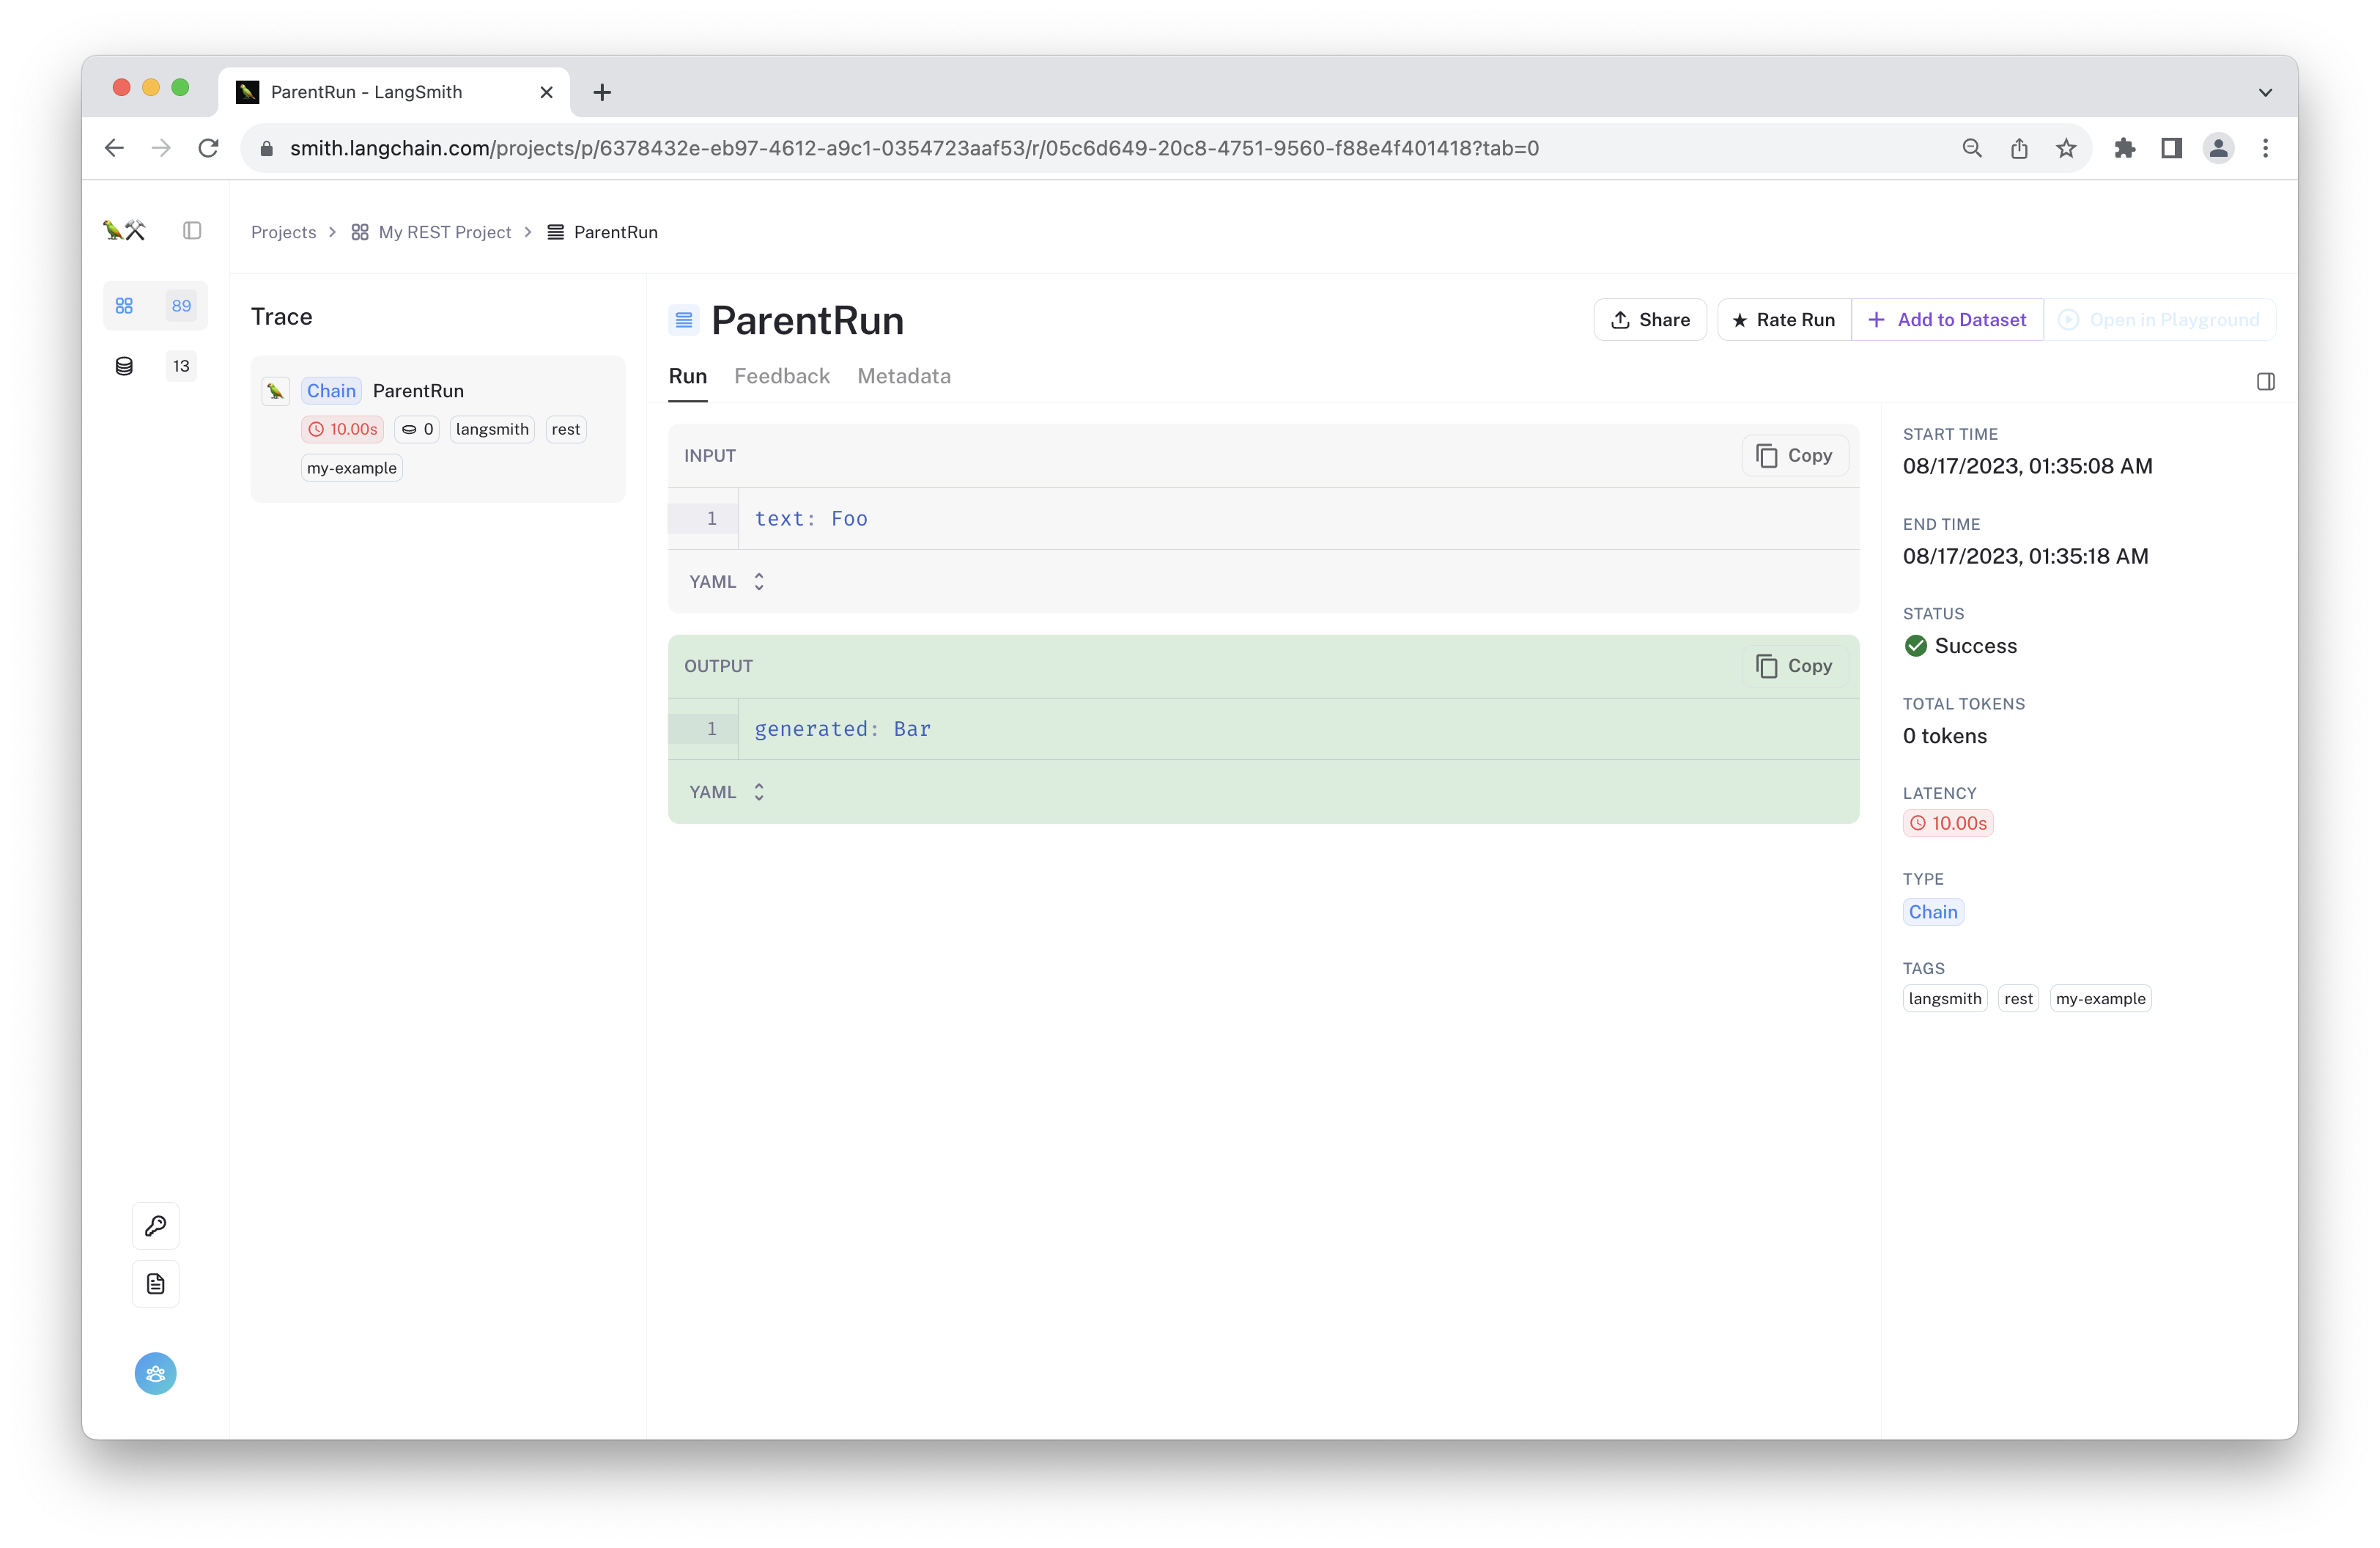 ParentRun - LangSmith
smith.langchain.com/projects/p/6378432e-eb97-4612-a9c1-0354723aaf53/r/05c6d649-20c8-4751-9560-f88e4f401418?tab=0
Projects > My REST Project > ParentRun
89
13
Trace
Chain ParentRun
10.00s 0 langsmith rest
my-example
ParentRun
Share Rate Run + Add to Dataset Open in Playground
Run Feedback Metadata
INPUT Copy
1 text: Foo
YAML
OUTPUT Copy
1 generated: Bar
YAML
START TIME
08/17/2023, 01:35:08 AM
END TIME
08/17/2023, 01:35:18 AM
STATUS
Success
TOTAL TOKENS
0 tokens
LATENCY
10.00s
TYPE
Chain
TAGS
langsmith rest my-example